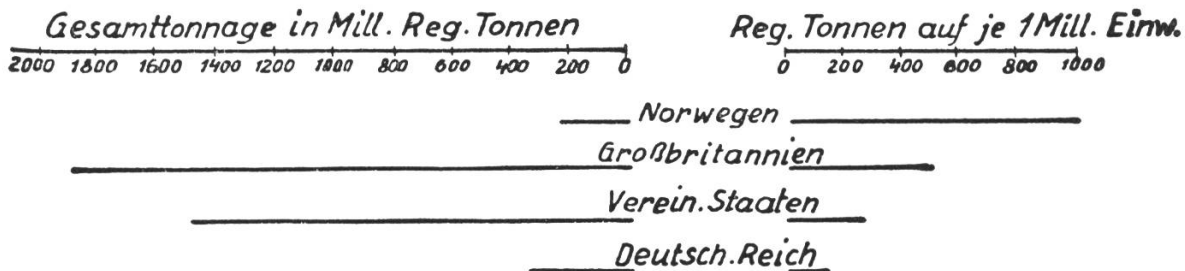 Gesamttonnage in Mill. Reg. Tonnen
Reg. Tonnen auf je 1 Mill. Einw.
2000 1800 1600 1400 1200 1000 800 600 400 200 0
0 200 400 600 800 1000
Norwegen
Großbritannien
Verein. Staaten
Deutsch. Reich